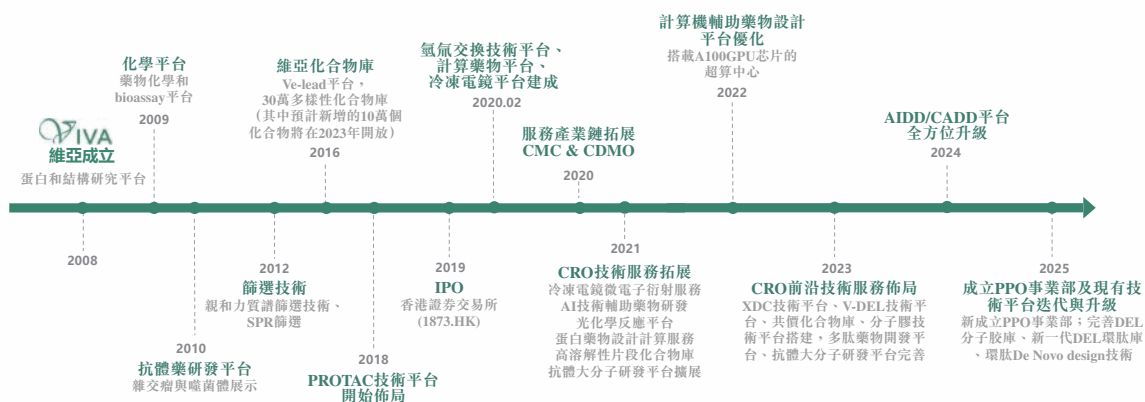 VIVA
維亞成立
蛋白和結構研究平台
2008
化學平台
藥物化學和
bioassay平台
2009
2010
抗體藥研發平台
雜交瘤與噬菌體展示
2012
篩選技術
親和力質譜篩選技術、
SPR篩選
維亞化合物庫
Ve-lead平台，
30萬多樣性化合物庫
（其中預計新增的10萬個
化合物將在2023年開放）
2016
2018
PROTAC技術平台
開始佈局
2019
IPO
香港證券交易所
(1873.HK)
氫氘交換技術平台、
計算藥物平台、
冷凍電鏡平台建成
2020.02
服務產業鏈拓展
CMC & CDMO
2020
2021
CRO技術服務拓展
冷凍電鏡微電子衍射服務
AI技術輔助藥物研發
光化學反應平台
蛋白藥物設計計算服務
高溶解性片段化合物庫
抗體大分子研發平台擴展
計算機輔助藥物設計
平台優化
搭載A100GPU芯片的
超算中心
2022
2023
CRO前沿技術服務佈局
XDC技術平台、V-DEL技術平
台、共價化合物庫、分子膠技
術平台搭建，多肽藥物開發平
台、抗體大分子研發平台完善
AIDD/CADD平台
全方位升級
2024
2025
成立PPO事業部及現有技
術平台迭代與升級
新成立PPO事業部；完善DEL
分子胶庫、新一代DEL環肽庫
、環肽De Novo design技術